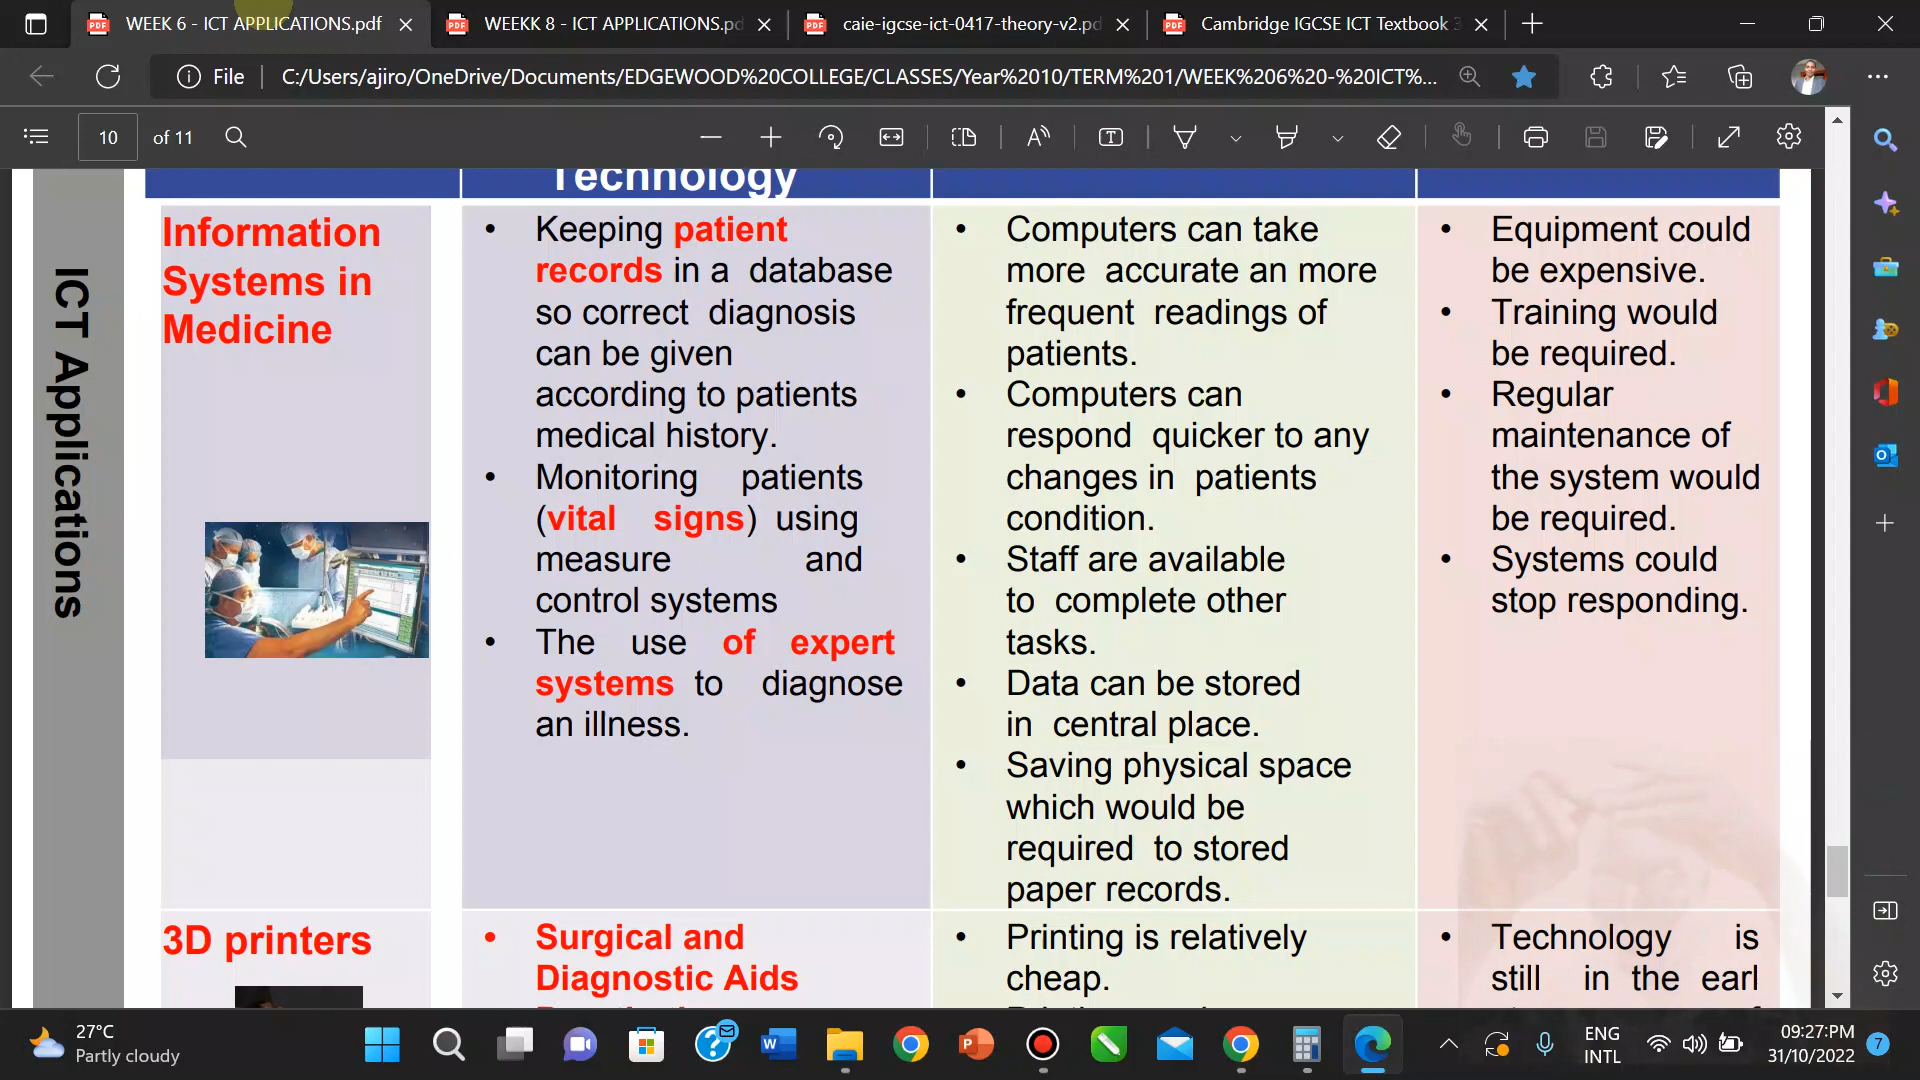 WEEK 6 - ICT APPLICATIONS.pdf
WEEKK 8 - ICT APPLICATIONS.pd
caie-igcse-ict-0417-theory-v2.pd
Cambridge IGCSE ICT Textbook 3
File
C:/Users/ajiro/OneDrive/Documents/EDGEWOOD%20COLLEGE/CLASSES/Year%2010/TERM%201/WEEK%206%20-%20ICT%...
10 of 11
Technology
ICT Applications
Information
Systems in
Medicine
• Keeping patient
records in a database
so correct diagnosis
can be given
according to patients
medical history.
• Monitoring patients
(vital signs) using
measure and
control systems
• The use of expert
systems to diagnose
an illness.
• Computers can take
more accurate an more
frequent readings of
patients.
• Computers can
respond quicker to any
changes in patients
condition.
• Staff are available
to complete other
tasks.
• Data can be stored
in central place.
• Saving physical space
which would be
required to stored
paper records.
• Equipment could
be expensive.
• Training would
be required.
• Regular
maintenance of
the system would
be required.
• Systems could
stop responding.
3D printers
• Surgical and
Diagnostic Aids
• Printing is relatively
cheap.
• Technology is
still in the earl
27°C
Partly cloudy
ENG
INTL
09:27:PM
31/10/2022
7